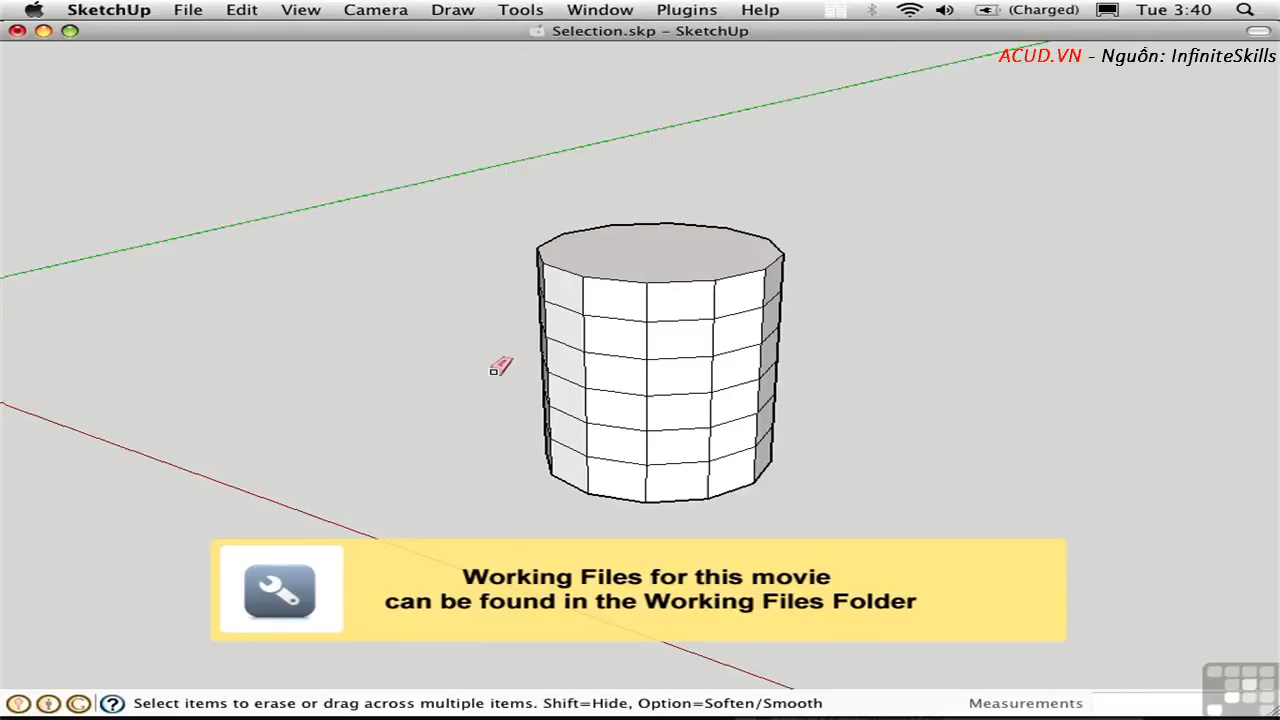 SketchUp File Edit View Camera Draw Tools Window Plugins Help (Charged) Tue 3:40
Selection.skp – SketchUp
ACUD.VN - Nguồn: InfiniteSkills
Working Files for this movie
can be found in the Working Files Folder
Select items to erase or drag across multiple items. Shift=Hide, Option=Soften/Smooth Measurements